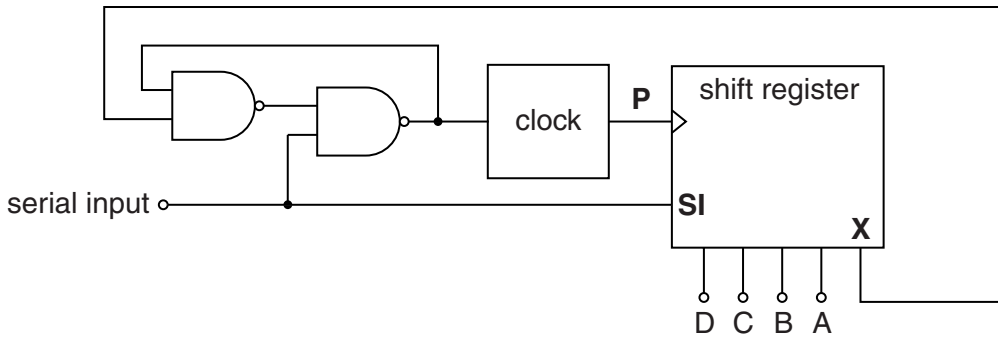 shift register
P
clock
serial input
SI
X
D C B A